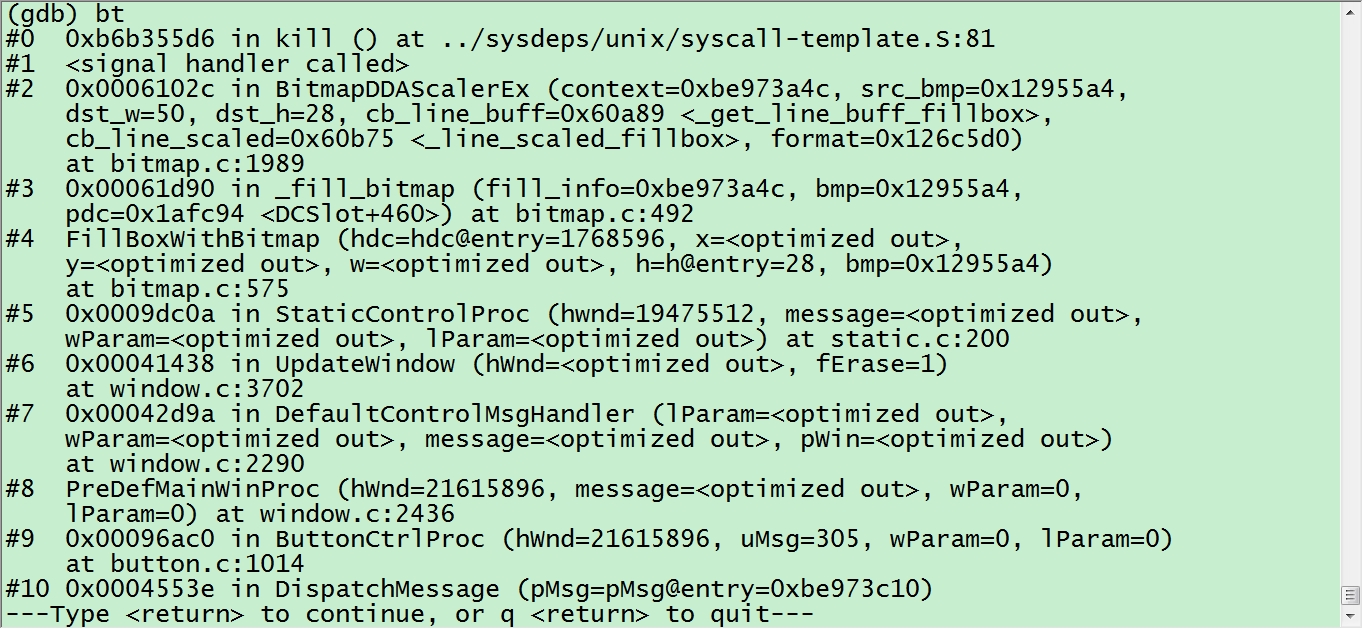 (gdb) bt
#0  0xb6b355d6 in kill () at ../sysdeps/unix/syscall-template.S:81
#1  <signal handler called>
#2  0x0006102c in BitmapDDAScalerEx (context=0xbe973a4c, src_bmp=0x12955a4,
    dst_w=50, dst_h=28, cb_line_buff=0x60a89 <_get_line_buff_fillbox>,
    cb_line_scaled=0x60b75 <_line_scaled_fillbox>, format=0x126c5d0)
    at bitmap.c:1989
#3  0x00061d90 in _fill_bitmap (fill_info=0xbe973a4c, bmp=0x12955a4,
    pdc=0x1afc94 <DCSlot+460>) at bitmap.c:492
#4  FillBoxWithBitmap (hdc=hdc@entry=1768596, x=<optimized out>,
    y=<optimized out>, w=<optimized out>, h=h@entry=28, bmp=0x12955a4)
    at bitmap.c:575
#5  0x0009dc0a in StaticControlProc (hwnd=19475512, message=<optimized out>,
    wParam=<optimized out>, lParam=<optimized out>) at static.c:200
#6  0x00041438 in UpdateWindow (hWnd=<optimized out>, fErase=1)
    at window.c:3702
#7  0x00042d9a in DefaultControlMsgHandler (lParam=<optimized out>,
    wParam=<optimized out>, message=<optimized out>, pWin=<optimized out>)
    at window.c:2290
#8  PreDefMainWinProc (hWnd=21615896, message=<optimized out>, wParam=0,
    lParam=0) at window.c:2436
#9  0x00096ac0 in ButtonCtrlProc (hWnd=21615896, uMsg=305, wParam=0, lParam=0)
    at button.c:1014
#10 0x0004553e in DispatchMessage (pMsg=pMsg@entry=0xbe973c10)
---Type <return> to continue, or q <return> to quit---